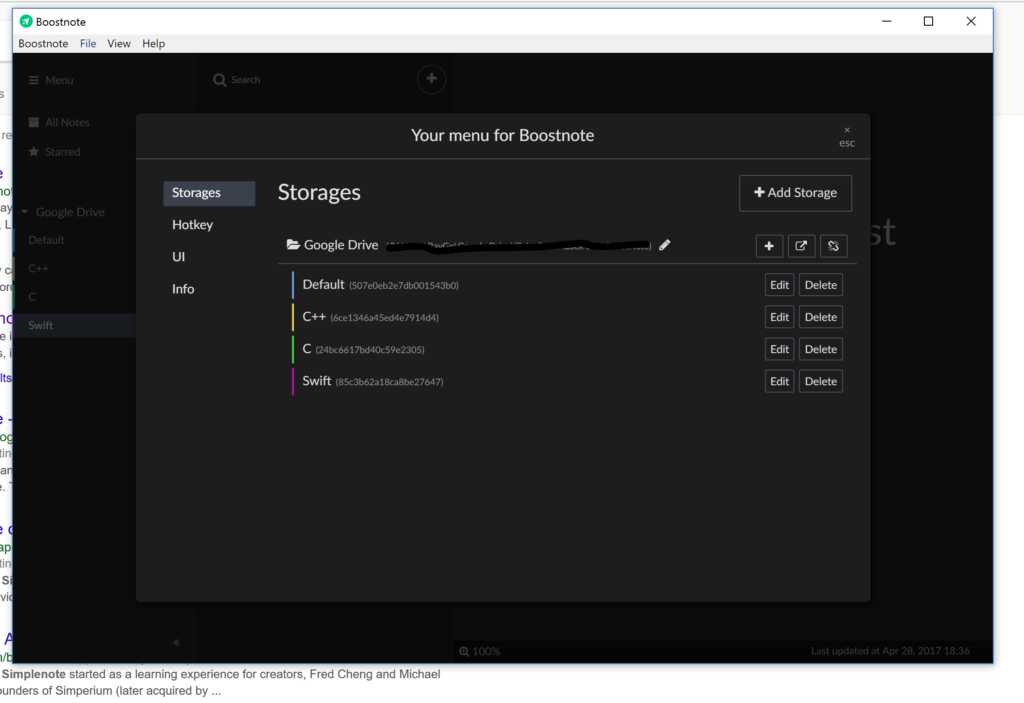 Boostnote
Boostnote File View Help
Menu
Search
All Notes
Starred
Google Drive
Default
C++
C
Swift
Your menu for Boostnote
×
esc
Storages
Hotkey
UI
Info
Storages
Add Storage
Google Drive
Default (507e0eb2e7db001543b0) Edit Delete
C++ (6ce1346a45ed4e7914d4) Edit Delete
C (24bc6617bd40c59e2305) Edit Delete
Swift (85c3b62a18ca8be27647) Edit Delete
st
100%
Last updated at Apr 28, 2017 18:36
Simplenote started as a learning experience for creators, Fred Cheng and Michael
ounders of Simperium (later acquired by ...